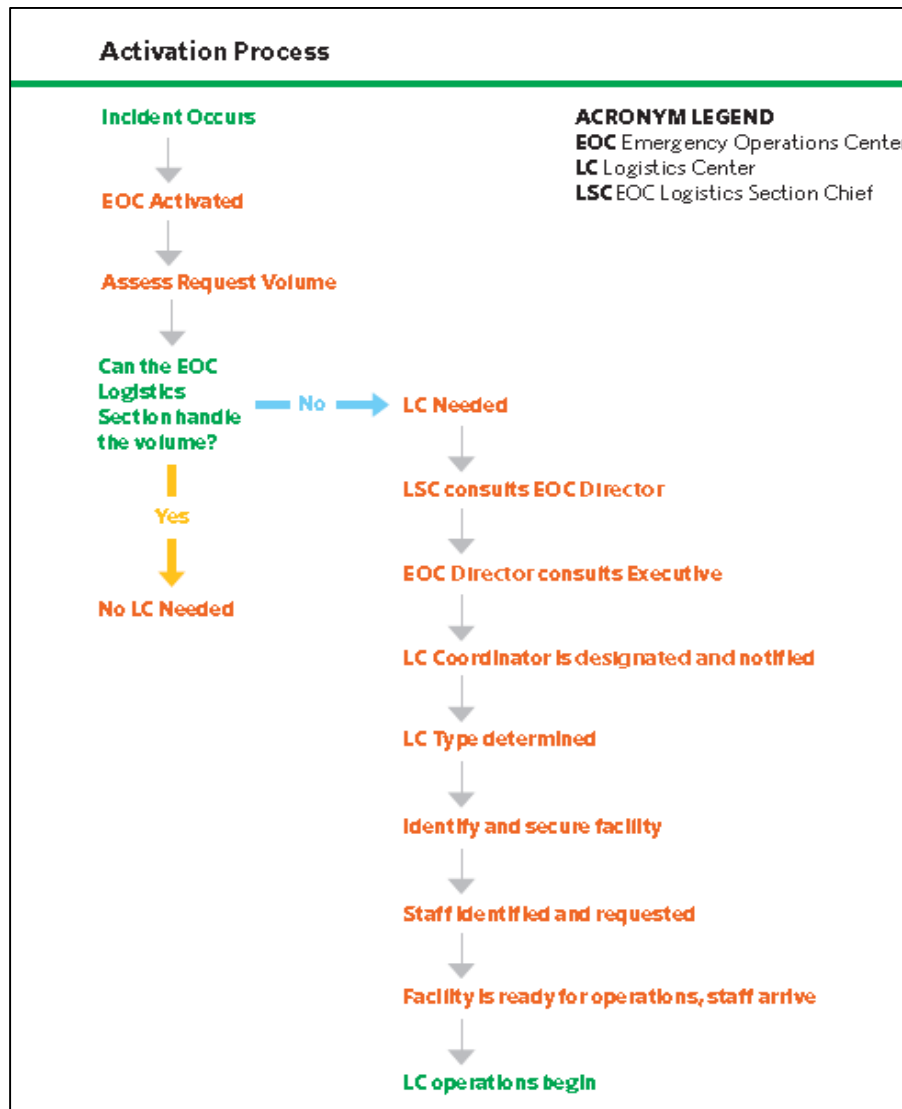 Activation Process
Incident Occurs
EOC Activated
Assess Request Volume
Can the EOC
Logistics
Section handle
the volume?
Yes
No LC Needed
No
ACRONYM LEGEND
EOC Emergency Operations Center
LC Logistics Center
LSC EOC Logistics Section Chief
LC Needed
LSC consults EOC Director
EOC Director consults Executive
LC Coordinator is designated and notified
LC Type determined
Identify and secure facility
Staff identified and requested
Facility is ready for operations, staff arrive
LC operations begin